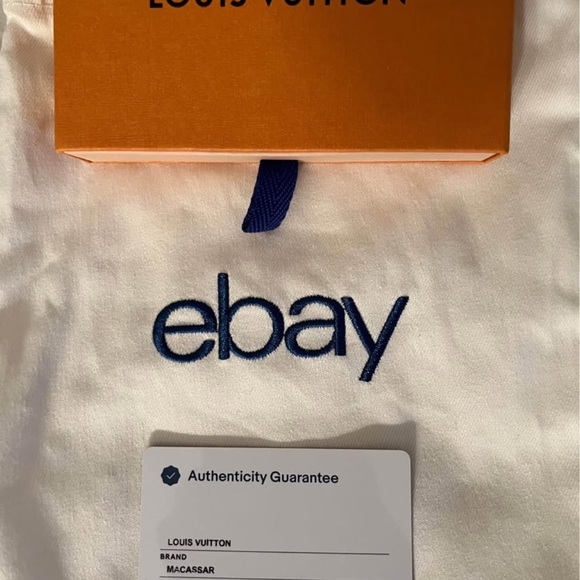 LOUIS VUITTON
ebay
Authenticity Guarantee
LOUIS VUITTON
BRAND
MACASSAR